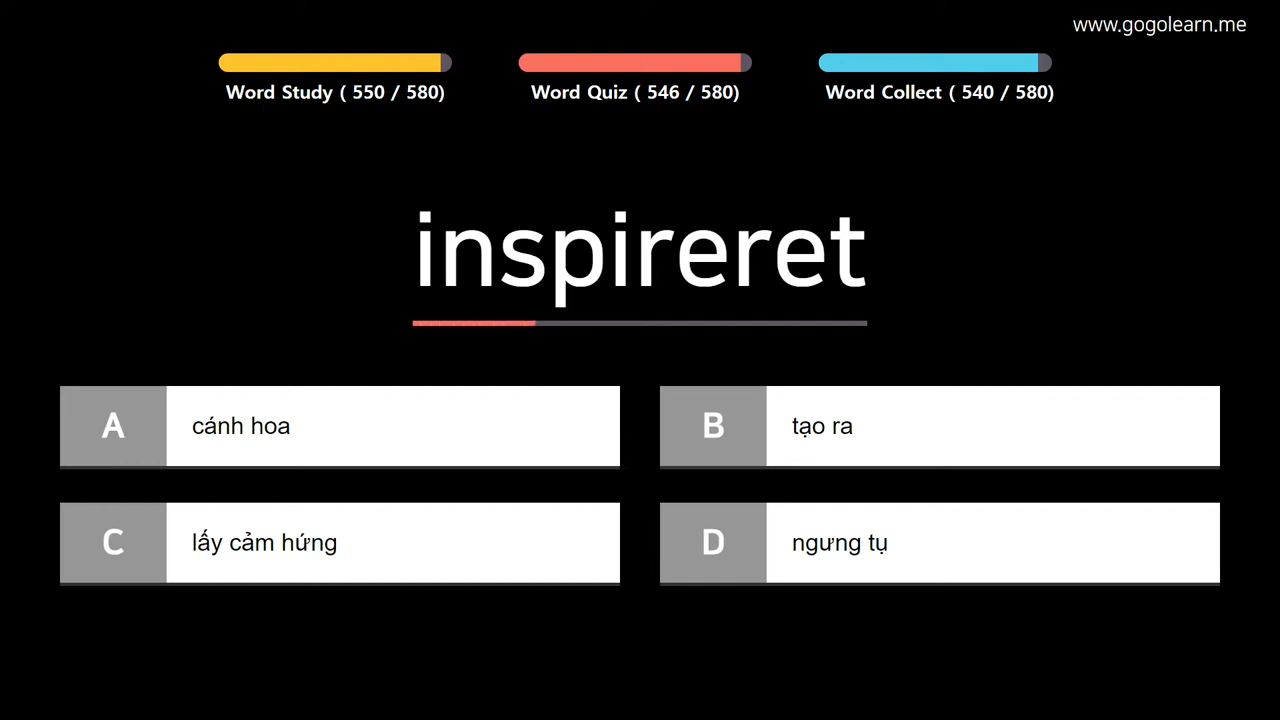 www.gogolearn.me
Word Study ( 550 / 580)
Word Quiz ( 546 / 580)
Word Collect ( 540 / 580)
inspireret
A cánh hoa
B tạo ra
C lấy cảm hứng
D ngưng tụ